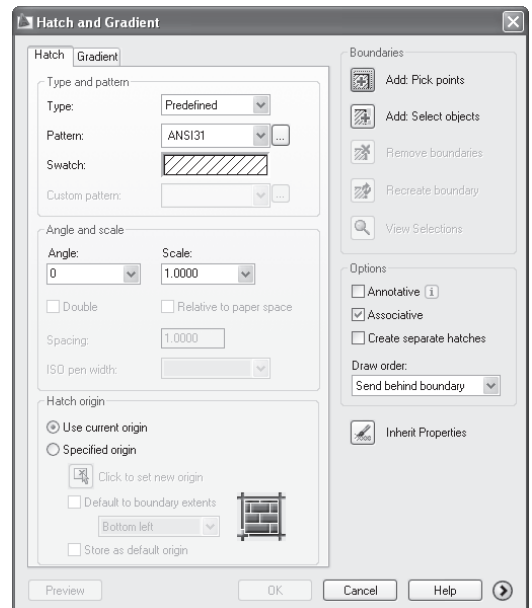 Hatch and Gradient
Hatch Gradient
Type and pattern
Type: Predefined
Pattern: ANSI31 ...
Swatch:
Custom pattern: ...
Angle and scale
Angle: Scale:
0 1.0000
Double Relative to paper space
Spacing: 1.0000
ISO pen width:
Hatch origin
Use current origin
Specified origin
Click to set new origin
Default to boundary extents
Bottom left
Store as default origin
Boundaries
Add: Pick points
Add: Select objects
Remove boundaries
Recreate boundary
View Selections
Options
Annotative i
Associative
Create separate hatches
Draw order:
Send behind boundary
Inherit Properties
Preview OK Cancel Help